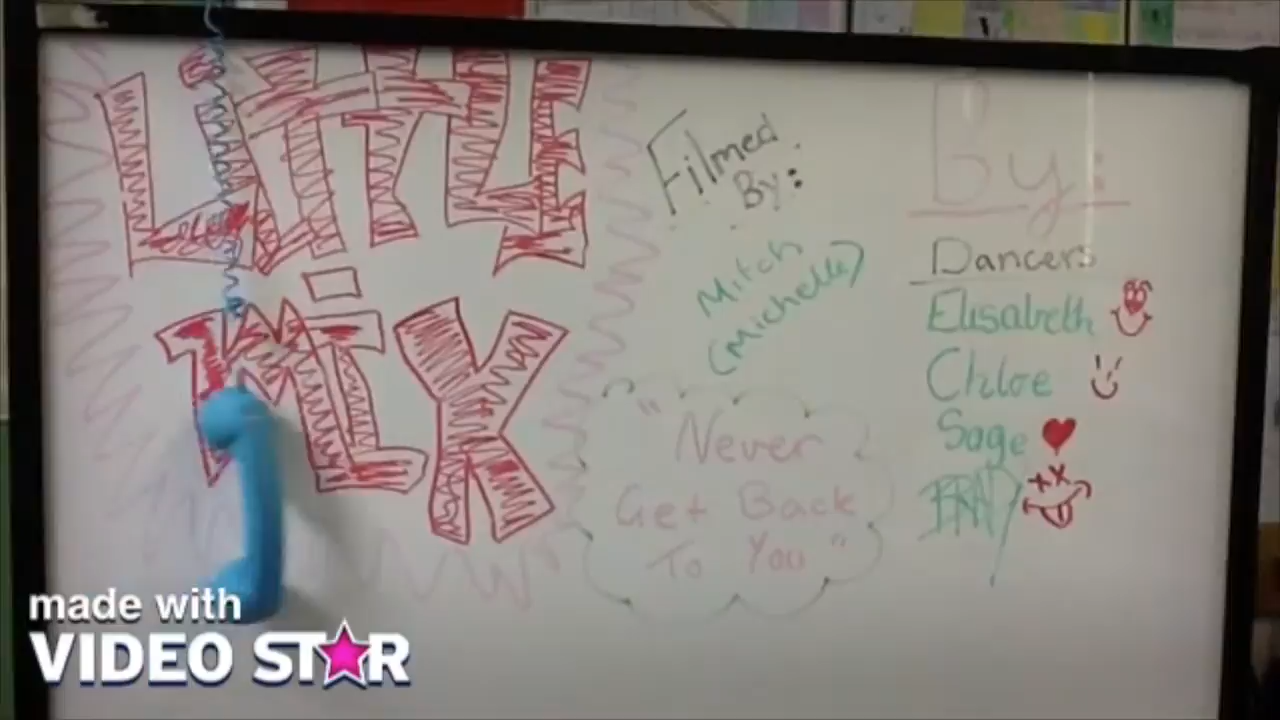 LITTLE
MIX
Filmed
By:
Mitch
(Michelle)
"Never
Get Back
To You"
By:
Dancers
Elisabeth
Chloe
Sage
made with
VIDEO STAR